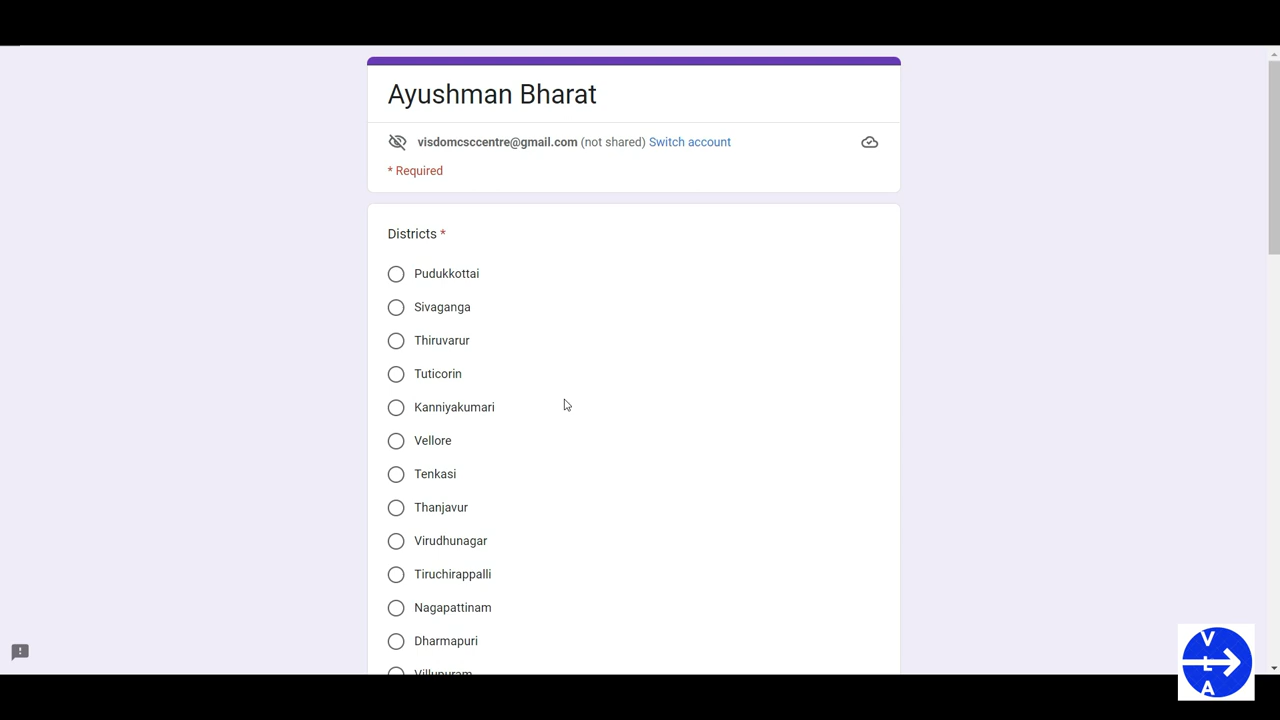 Ayushman Bharat
visdomcsccentre@gmail.com (not shared) Switch account
* Required
Districts *
Pudukkottai
Sivaganga
Thiruvarur
Tuticorin
Kanniyakumari
Vellore
Tenkasi
Thanjavur
Virudhunagar
Tiruchirappalli
Nagapattinam
Dharmapuri
Villupuram
V
L
A